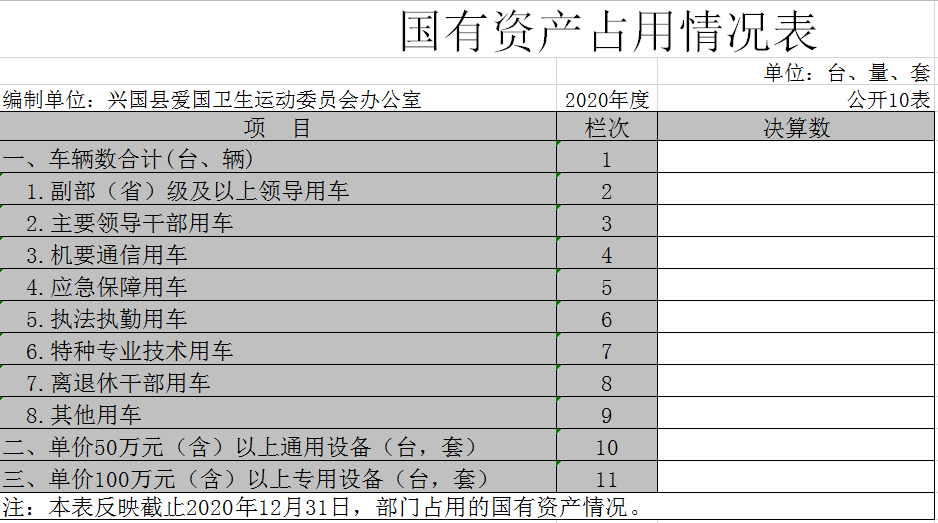 国有资产占用情况表
单位：台、量、套
编制单位：兴国县爱国卫生运动委员会办公室 2020年度 公开10表
项 目 栏次 决算数
一、车辆数合计(台、辆) 1
1.副部（省）级及以上领导用车 2
2.主要领导干部用车 3
3.机要通信用车 4
4.应急保障用车 5
5.执法执勤用车 6
6.特种专业技术用车 7
7.离退休干部用车 8
8.其他用车 9
二、单价50万元（含）以上通用设备（台，套） 10
三、单价100万元（含）以上专用设备（台，套） 11
注：本表反映截止2020年12月31日，部门占用的国有资产情况。